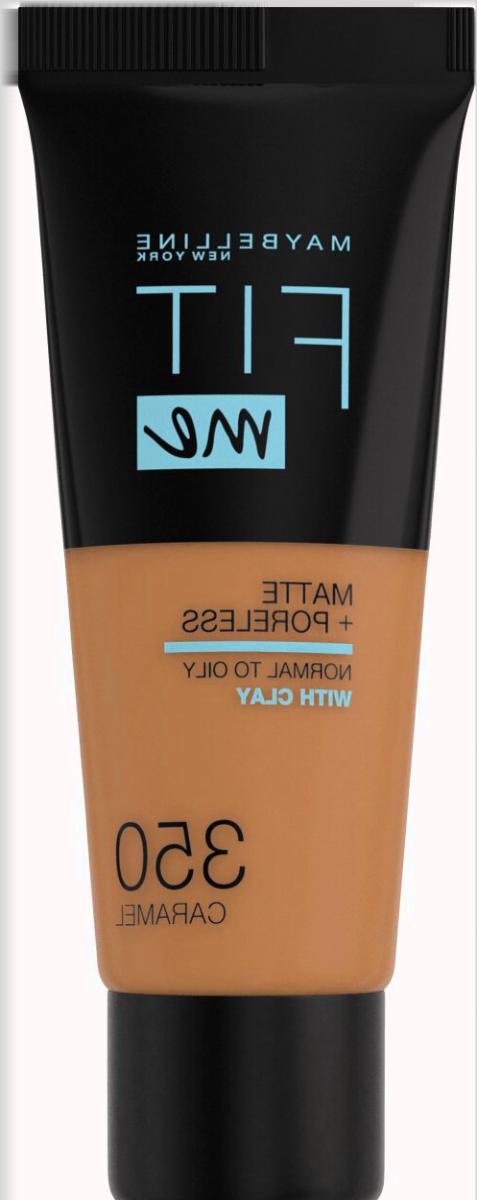 MAYBELLINE
NEW YORK
FIT
me
MATTE
+ PORELESS
NORMAL TO OILY
WITH CLAY
350
CARAMEL